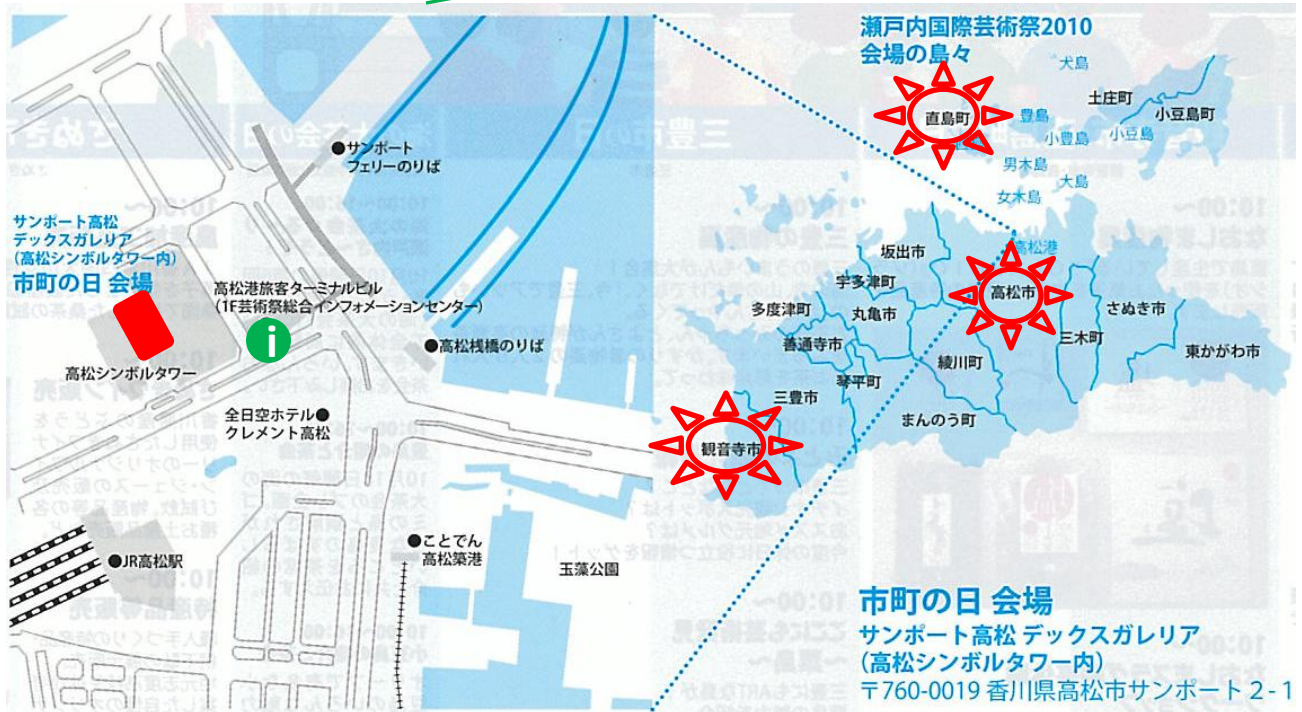 サンポート
フェリーのりば
サンポート高松
デックスガレリア
(高松シンボルタワー内)
市町の日 会場
高松港旅客ターミナルビル
(1F芸術祭総合インフォメーションセンター)
i
高松桟橋のりば
高松シンボルタワー
全日空ホテル
クレメント高松
JR高松駅
ことでん
高松築港
玉藻公園
瀬戸内国際芸術祭2010
会場の島々
犬島
土庄町
小豆島町
直島町
豊島
小豊島
小豆島
男木島
大島
女木島
高松港
坂出市
宇多津町
高松市
さぬき市
多度津町
丸亀市
三木町
善通寺市
綾川町
東かがわ市
琴平町
三豊市
まんのう町
観音寺市
市町の日 会場
サンポート高松 デックスガレリア
(高松シンボルタワー内)
〒760-0019 香川県高松市サンポート 2 - 1